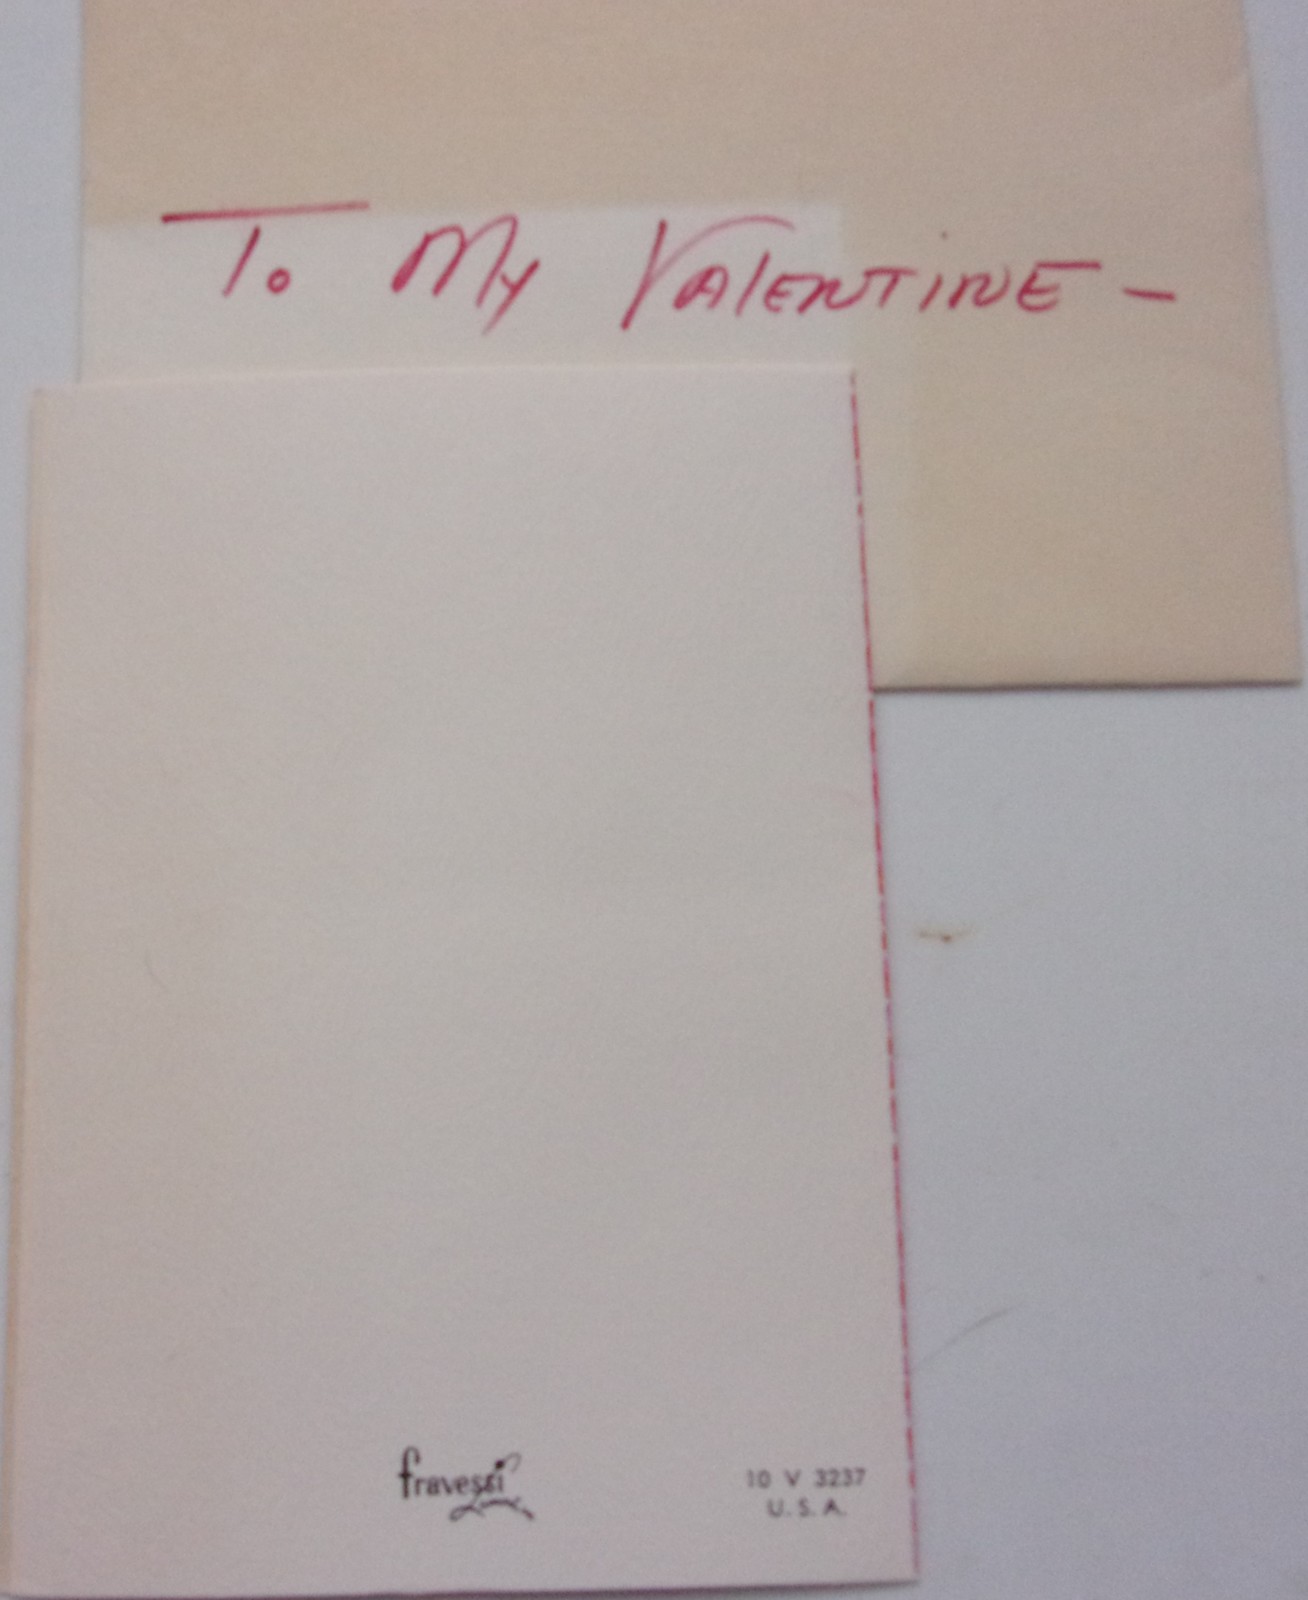 To My VAlENTINE -
fravessi
10 V 3237
U. S. A.